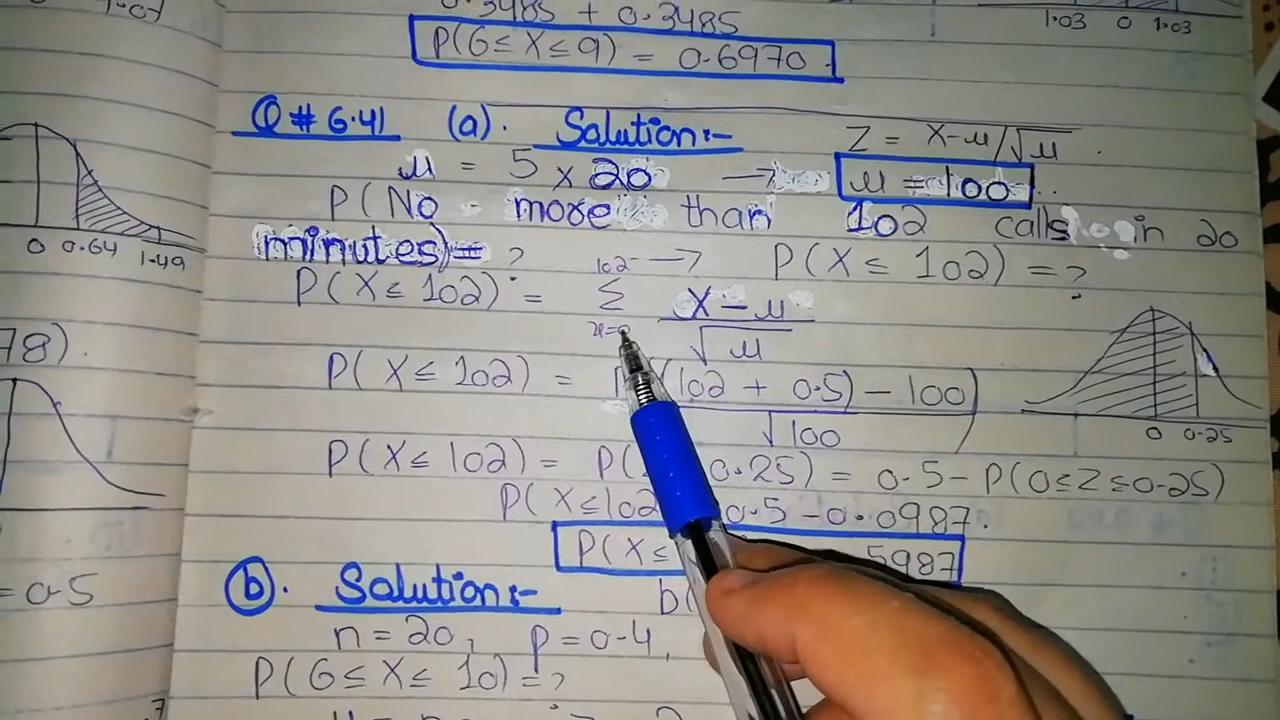 1.07
0.3485 + 0.3485
P(6≤X≤9) = 0.6970.
1.03 0 1.03
Q # 6.41 (a). Solution:-
Z = X-μ/√μ.
μ = 5 x 20 → μ = 100
P(No - more than 102 calls in 20
minutes)= ?
102 → P(X ≤ 102) = ?
P(X ≤ 102) = Σ X - μ
√μ
0 0.64 1.49
78).
P(X ≤ 102) = (102 + 0.5) - 100)
√100
0 0.25
P(X ≤ 102) = P( 0.25) = 0.5 - P(0≤Z≤0.25)
P(X≤102 0.5 - 0.0987.
P(X≤ 5987
= 0.5
(b). Solution:- b(
n = 20, p = 0.4,
P(6 ≤ X ≤ 10) = ?
7